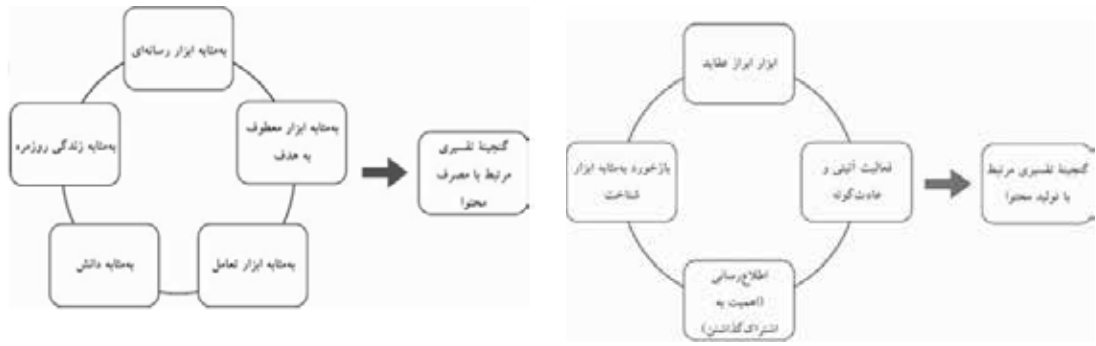 به‌مثابه ابزار رسانه‌ای
به‌مثابه ابزار معطوف
به هدف
به‌مثابه ابزار تعامل
به‌مثابه دانش
به‌مثابه زندگی روزمره
گنجینهٔ تفسیری
مرتبط با مصرف
محتوا
ابزار ابراز عقاید
فعالیت آئینی و
عادت‌گونه
اطلاع‌رسانی
(اهمیت به
اشتراک‌گذاشتن)
بازخورد به‌مثابه ابزار
شناخت
گنجینهٔ تفسیری مرتبط
با تولید محتوا